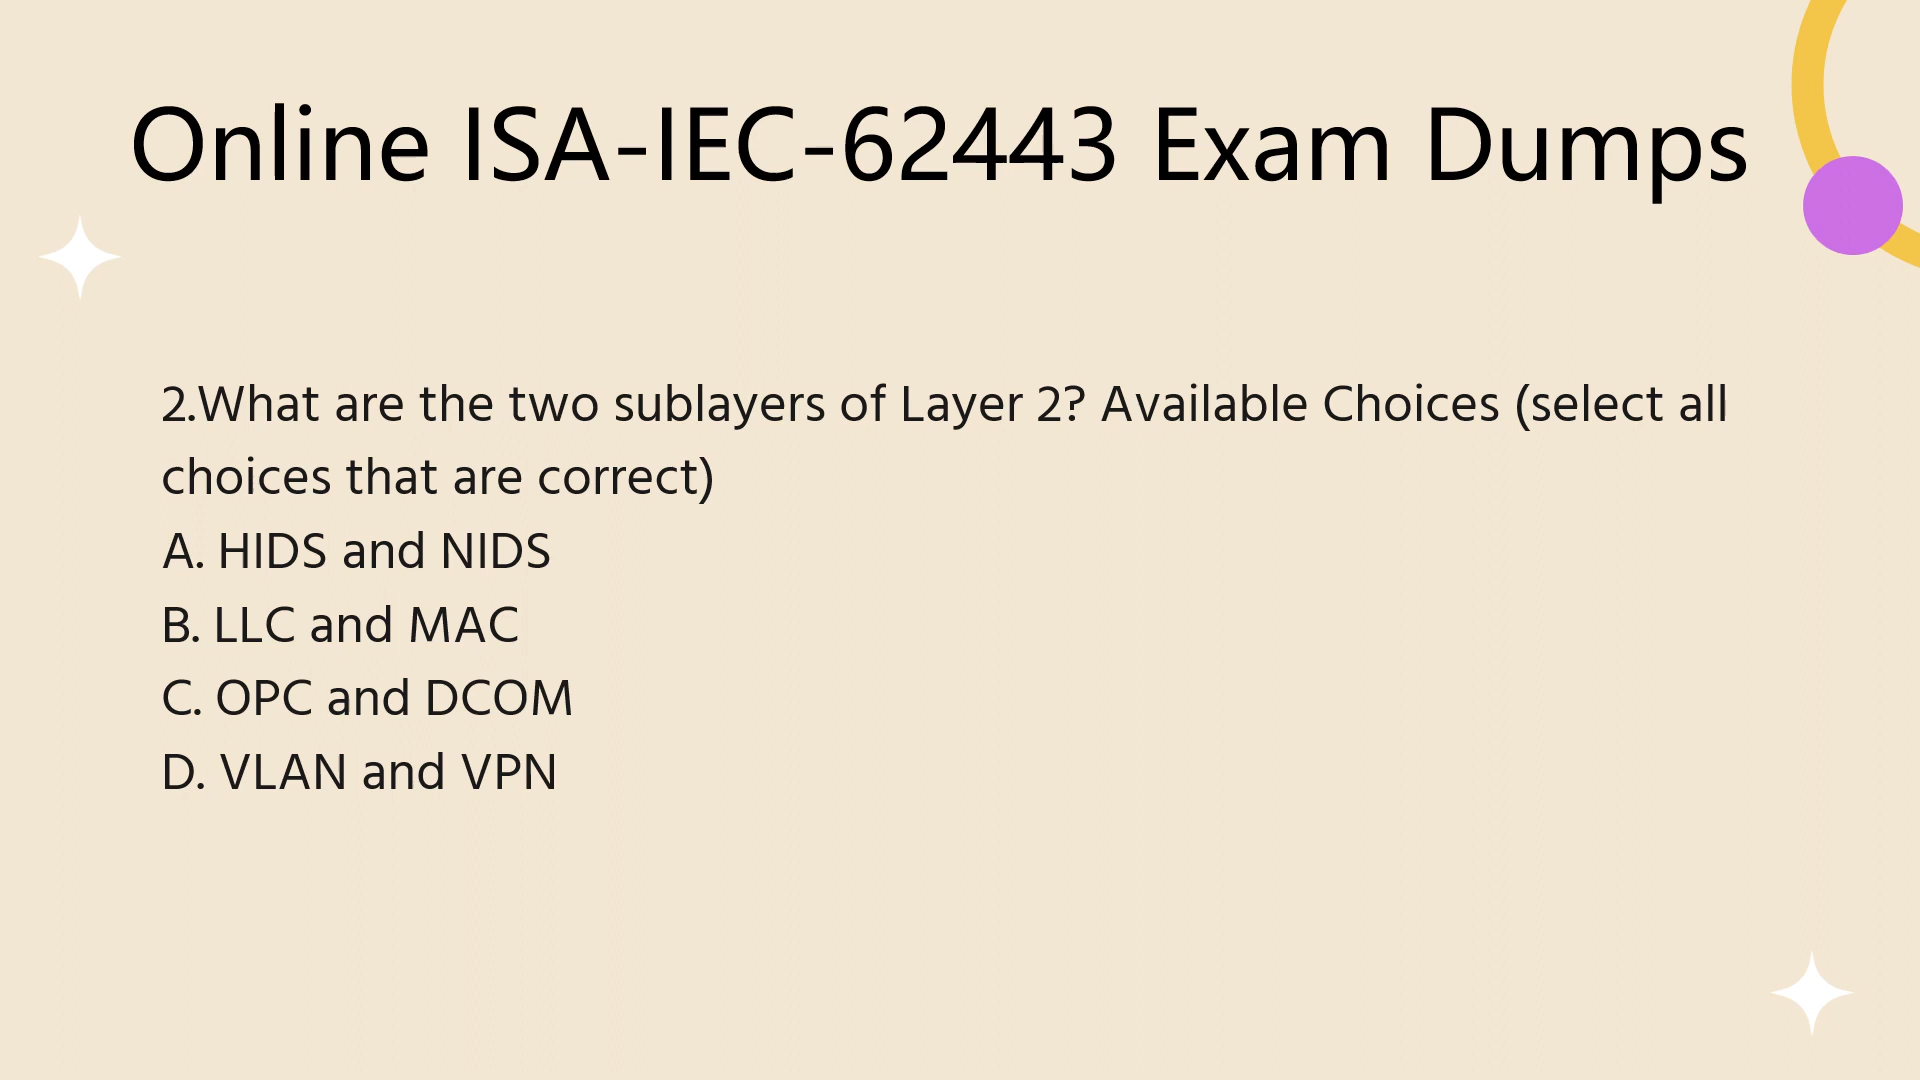 Online ISA-IEC-62443 Exam Dumps
2.What are the two sublayers of Layer 2? Available Choices (select all
choices that are correct)
A. HIDS and NIDS
B. LLC and MAC
C. OPC and DCOM
D. VLAN and VPN